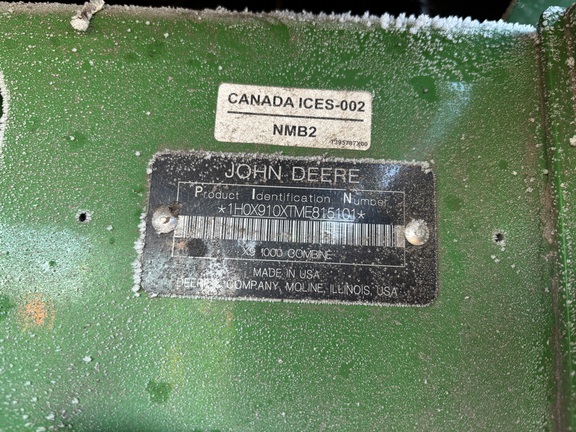 CANADA ICES-002
NMB2
JOHN DEERE
Product Identification Number
*1H0X910XTME815101*
X9 1000 COMBINE
MADE IN USA
DEERE & COMPANY, MOLINE, ILLINOIS, USA